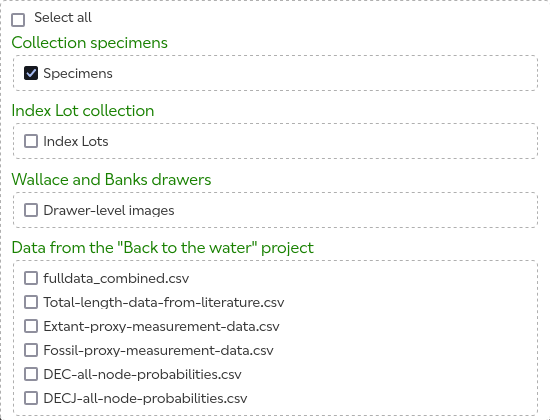 Select all
Collection specimens
Specimens
Index Lot collection
Index Lots
Wallace and Banks drawers
Drawer-level images
Data from the "Back to the water" project
fulldata_combined.csv
Total-length-data-from-literature.csv
Extant-proxy-measurement-data.csv
Fossil-proxy-measurement-data.csv
DEC-all-node-probabilities.csv
DECJ-all-node-probabilities.csv